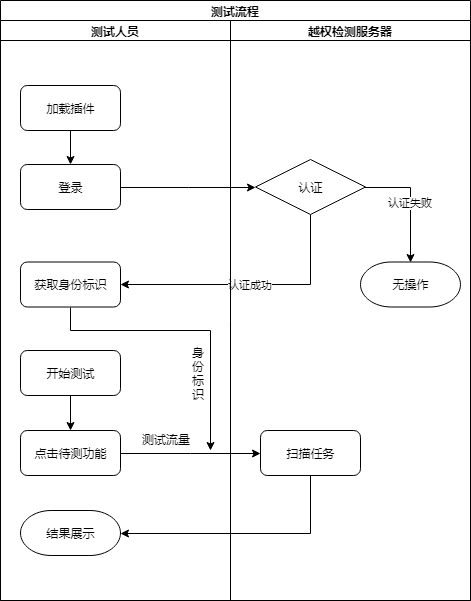 测试流程
测试人员
越权检测服务器
加载插件
登录
认证
认证失败
获取身份标识
认证成功
无操作
身份标识
开始测试
点击待测功能
测试流量
扫描任务
结果展示